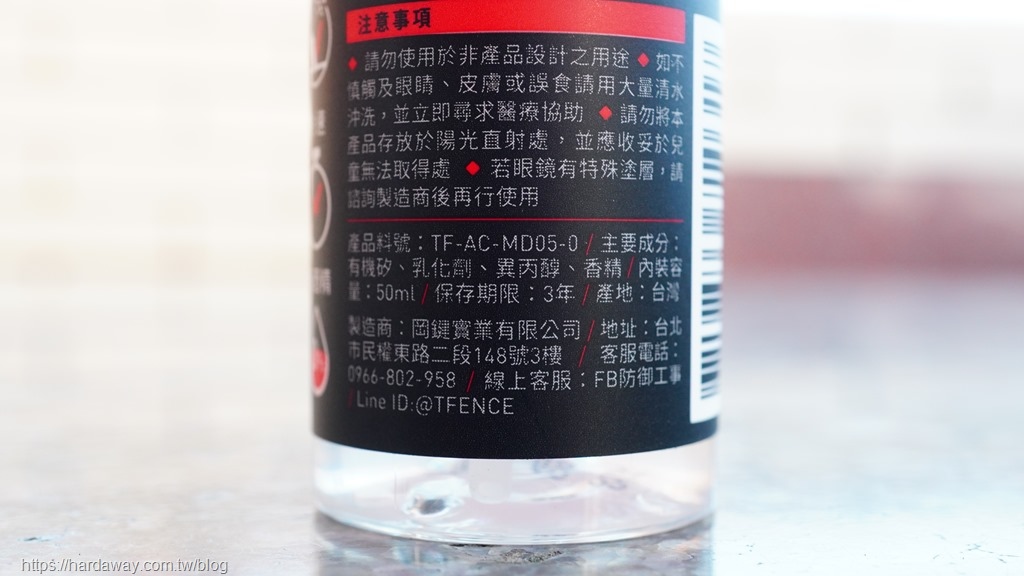 注意事項
◆ 請勿使用於非產品設計之用途 ◆ 如不
慎觸及眼睛、皮膚或誤食請用大量清水
沖洗，並立即尋求醫療協助 ◆ 請勿將本
產品存放於陽光直射處，並應收妥於兒
童無法取得處 ◆ 若眼鏡有特殊塗層，請
諮詢製造商後再行使用
產品料號：TF-AC-MD05-0 / 主要成分：
有機矽、乳化劑、異丙醇、香精 / 內裝容
量：50ml / 保存期限：3年 / 產地：台灣
製造商：岡鏈實業有限公司 / 地址：台北
市民權東路二段148號3樓 / 客服電話：
0966-802-958 / 線上客服：FB防御工事
/ Line ID:@TFENCE
https://hardaway.com.tw/blog